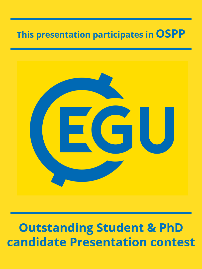 This presentation participates in OSPP
EGU
Outstanding Student & PhD
candidate Presentation contest